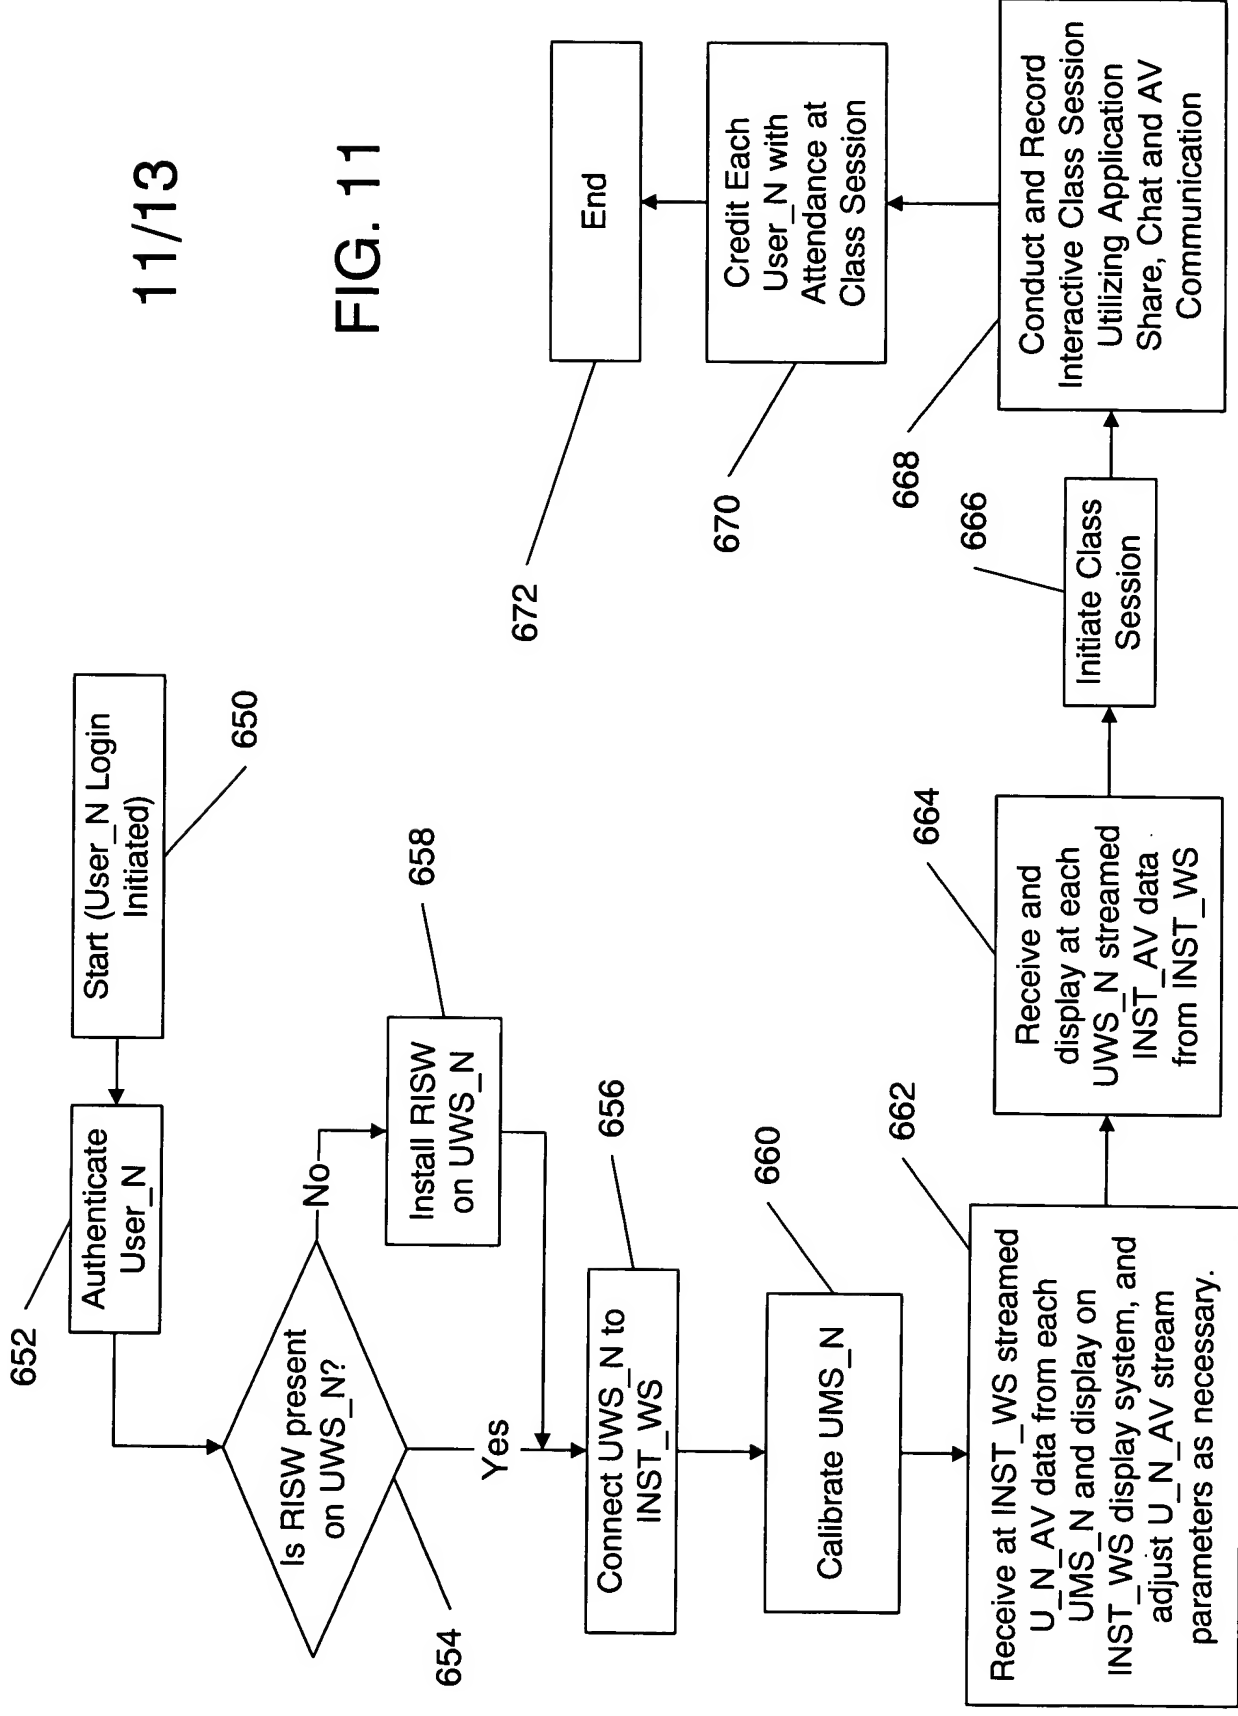 11/13
FIG. 11
Start (User_N Login
Initiated)
650
Authenticate
User_N
652
Is RISW present
on UWS_N?
654
No
Yes
Install RISW
on UWS_N
658
Connect UWS_N to
INST_WS
656
Calibrate UMS_N
660
Receive at INST_WS streamed
U_N_AV data from each
UMS_N and display on
INST_WS display system, and
adjust U_N_AV stream
parameters as necessary.
662
Receive and
display at each
UWS_N streamed
INST_AV data
from INST_WS
664
Initiate Class
Session
666
Conduct and Record
Interactive Class Session
Utilizing Application
Share, Chat and AV
Communication
668
Credit Each
User_N with
Attendance at
Class Session
670
End
672